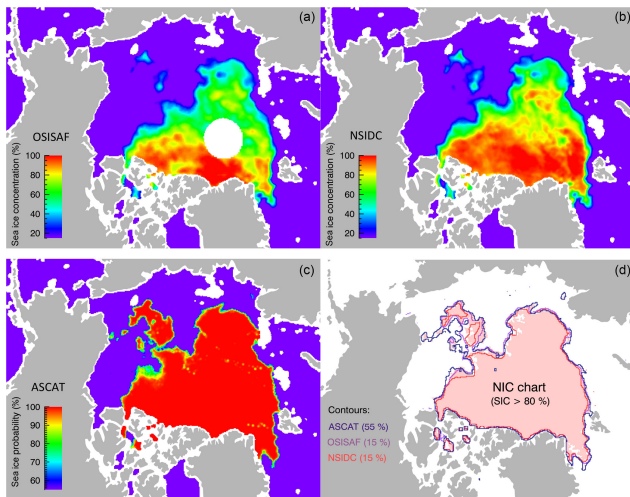 (a)
OSISAF
Sea ice concentration (%)
100
80
60
40
20
(b)
NSIDC
Sea ice concentration (%)
100
80
60
40
20
(c)
ASCAT
Sea ice probability (%)
100
90
80
70
60
(d)
NIC chart
(SIC > 80 %)
Contours:
ASCAT (55 %)
OSISAF (15 %)
NSIDC (15 %)